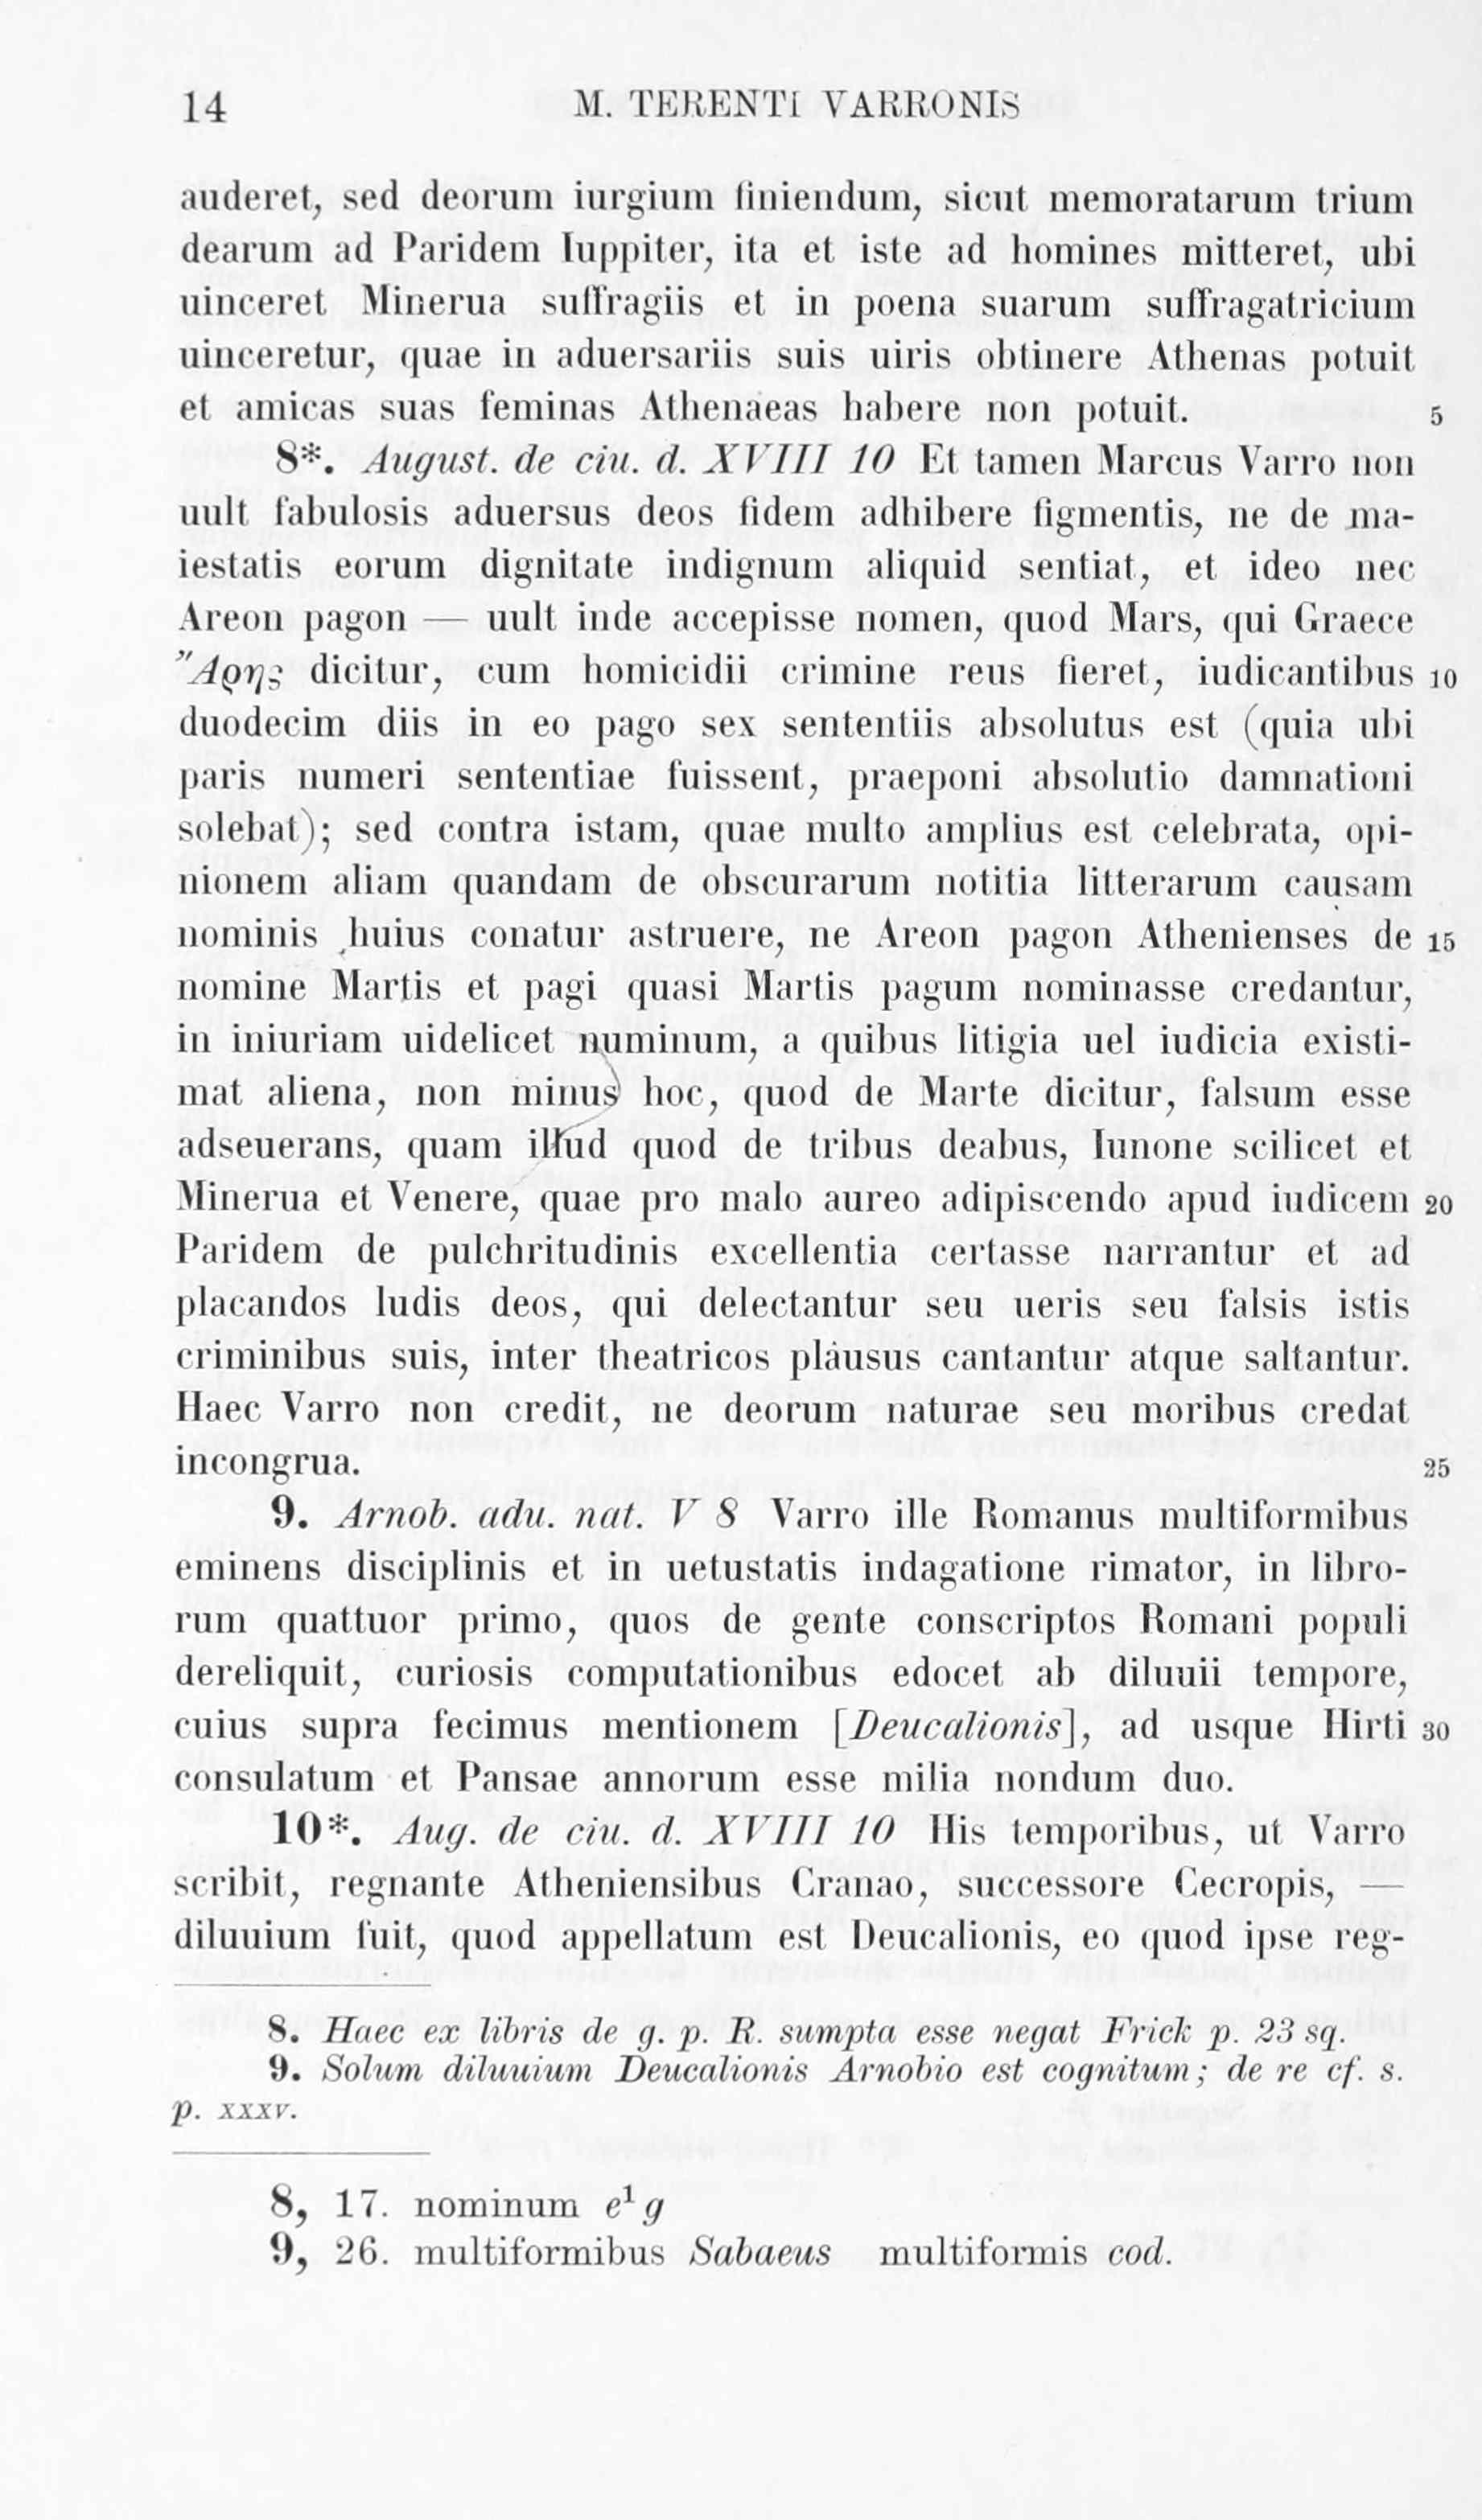 14 M. TERENTI VARRONIS
auderet, sed deorum iurgium finiendum, sicut memoratarum trium
dearum ad Paridem Iuppiter, ita et iste ad homines mitteret, ubi
uinceret Minerua suffragiis et in poena suarum suffragatricium
uinceretur, quae in aduersariis suis uiris obtinere Athenas potuit
et amicas suas feminas Athenaeas habere non potuit. 5
8*. August. de ciu. d. XVIII 10 Et tamen Marcus Varro non
uult fabulosis aduersus deos fidem adhibere figmentis, ne de ma-
iestatis eorum dignitate indignum aliquid sentiat, et ideo nec
Areon pagon — uult inde accepisse nomen, quod Mars, qui Graece
Ἄρης dicitur, cum homicidii crimine reus fieret, iudicantibus 10
duodecim diis in eo pago sex sententiis absolutus est (quia ubi
paris numeri sententiae fuissent, praeponi absolutio damnationi
solebat); sed contra istam, quae multo amplius est celebrata, opi-
nionem aliam quandam de obscurarum notitia litterarum causam
nominis huius conatur astruere, ne Areon pagon Athenienses de 15
nomine Martis et pagi quasi Martis pagum nominasse credantur,
in iniuriam uidelicet numinum, a quibus litigia uel iudicia existi-
mat aliena, non minus hoc, quod de Marte dicitur, falsum esse
adseuerans, quam illud quod de tribus deabus, Iunone scilicet et
Minerua et Venere, quae pro malo aureo adipiscendo apud iudicem 20
Paridem de pulchritudinis excellentia certasse narrantur et ad
placandos ludis deos, qui delectantur seu ueris seu falsis istis
criminibus suis, inter theatricos plausus cantantur atque saltantur.
Haec Varro non credit, ne deorum naturae seu moribus credat
incongrua. 25
9. Arnob. adu. nat. V 8 Varro ille Romanus multiformibus
eminens disciplinis et in uetustatis indagatione rimator, in libro-
rum quattuor primo, quos de gente conscriptos Romani populi
dereliquit, curiosis computationibus edocet ab diluuii tempore,
cuius supra fecimus mentionem [Deucalionis], ad usque Hirti 30
consulatum et Pansae annorum esse milia nondum duo.
10*. Aug. de ciu. d. XVIII 10 His temporibus, ut Varro
scribit, regnante Atheniensibus Cranao, successore Cecropis, —
diluuium fuit, quod appellatum est Deucalionis, eo quod ipse reg-
8. Haec ex libris de g. p. R. sumpta esse negat Frick p. 23 sq.
9. Solum diluuium Deucalionis Arnobio est cognitum; de re cf. s.
p. XXXV.
8, 17. nominum e¹ g
9, 26. multiformibus Sabaeus multiformis cod.